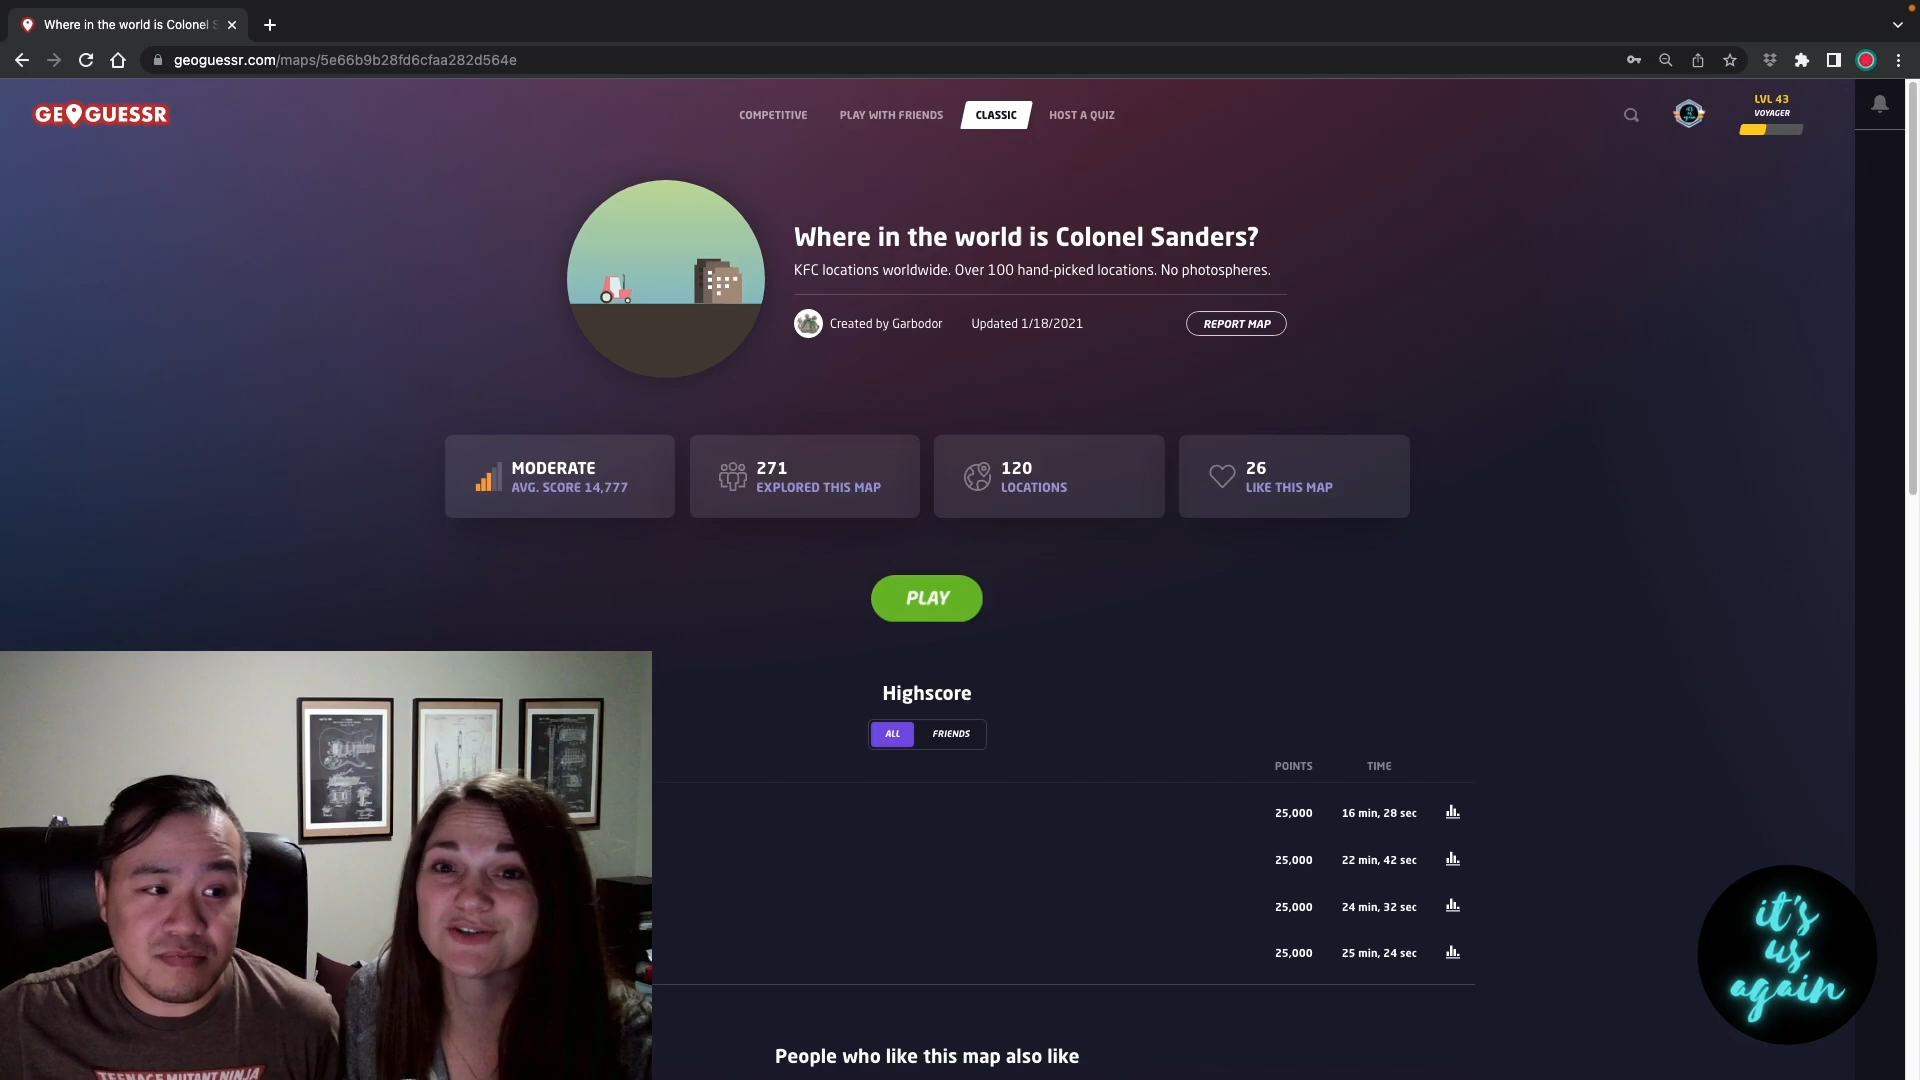 Where in the world is Colonel S
geoguessr.com/maps/5e66b9b28fd6cfaa282d564e
GEOGUESSR
COMPETITIVE
PLAY WITH FRIENDS
CLASSIC
HOST A QUIZ
LVL 43
VOYAGER
Where in the world is Colonel Sanders?
KFC locations worldwide. Over 100 hand-picked locations. No photospheres.
Created by Garbodor
Updated 1/18/2021
REPORT MAP
MODERATE
AVG. SCORE 14,777
271
EXPLORED THIS MAP
120
LOCATIONS
26
LIKE THIS MAP
PLAY
Highscore
ALL
FRIENDS
POINTS
TIME
25,000
16 min, 28 sec
25,000
22 min, 42 sec
25,000
24 min, 32 sec
25,000
25 min, 24 sec
it's
us
again
People who like this map also like
TEENAGE MUTANT NINJA